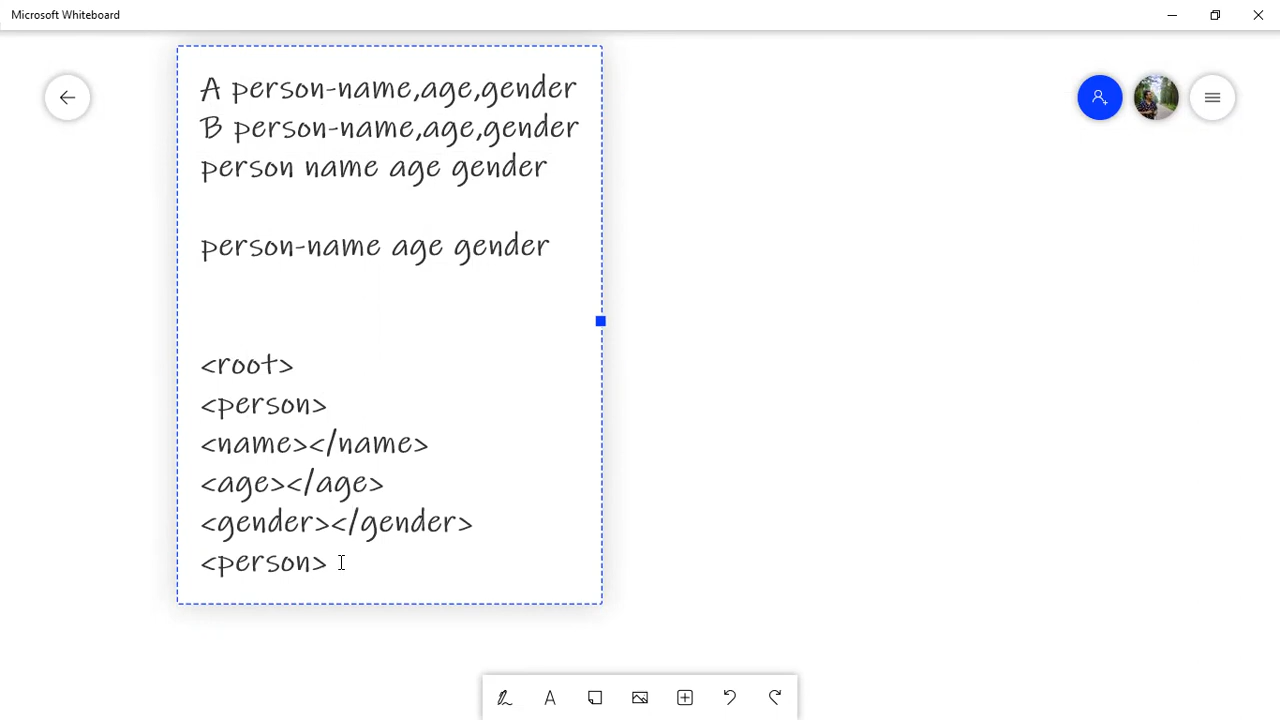 Microsoft Whiteboard
A person-name,age,gender
B person-name,age,gender
person name age gender
person-name age gender
<root>
<person>
<name></name>
<age></age>
<gender></gender>
<person>